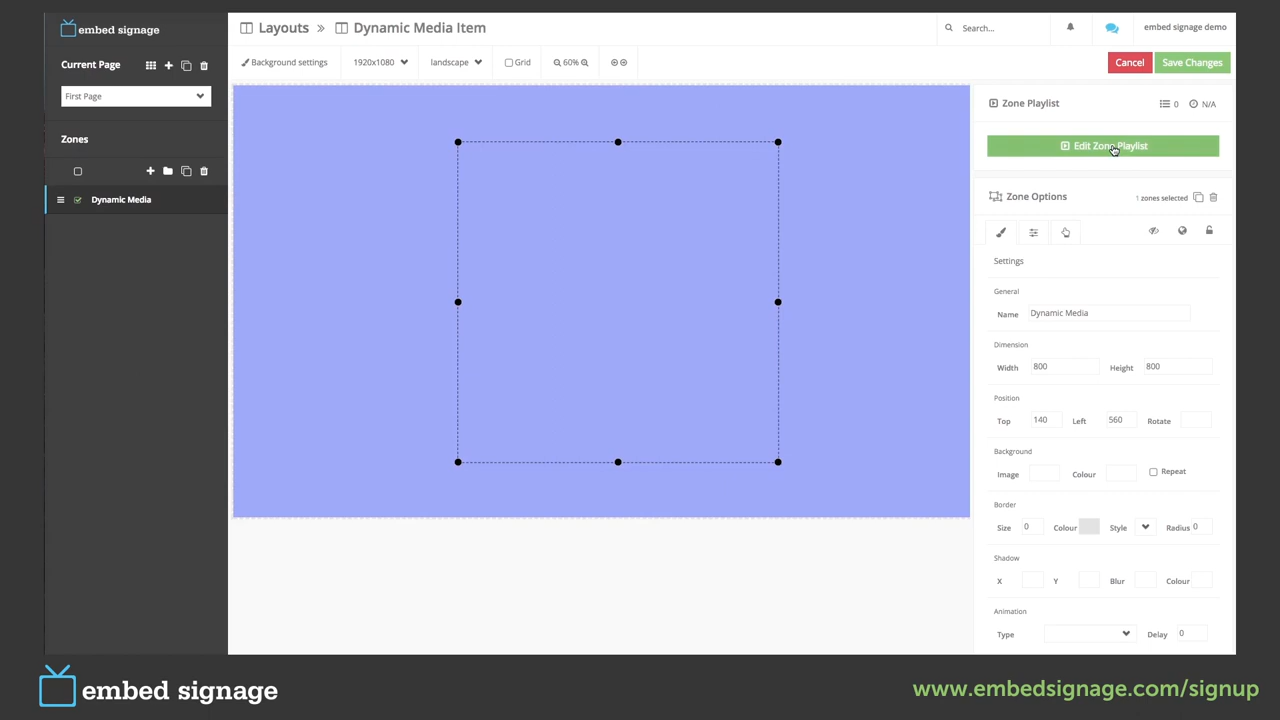 embed signage
Layouts » Dynamic Media Item
Search...
embed signage demo
Current Page
First Page
Zones
Dynamic Media
Background settings
1920x1080
landscape
Grid
60%
Cancel
Save Changes
Zone Playlist
0
N/A
Edit Zone Playlist
Zone Options
1 zones selected
Settings
General
Name Dynamic Media
Dimension
Width 800 Height 800
Position
Top 140 Left 560 Rotate
Background
Image Colour Repeat
Border
Size 0 Colour Style Radius 0
Shadow
X Y Blur Colour
Animation
Type Delay 0
embed signage
www.embedsignage.com/signup